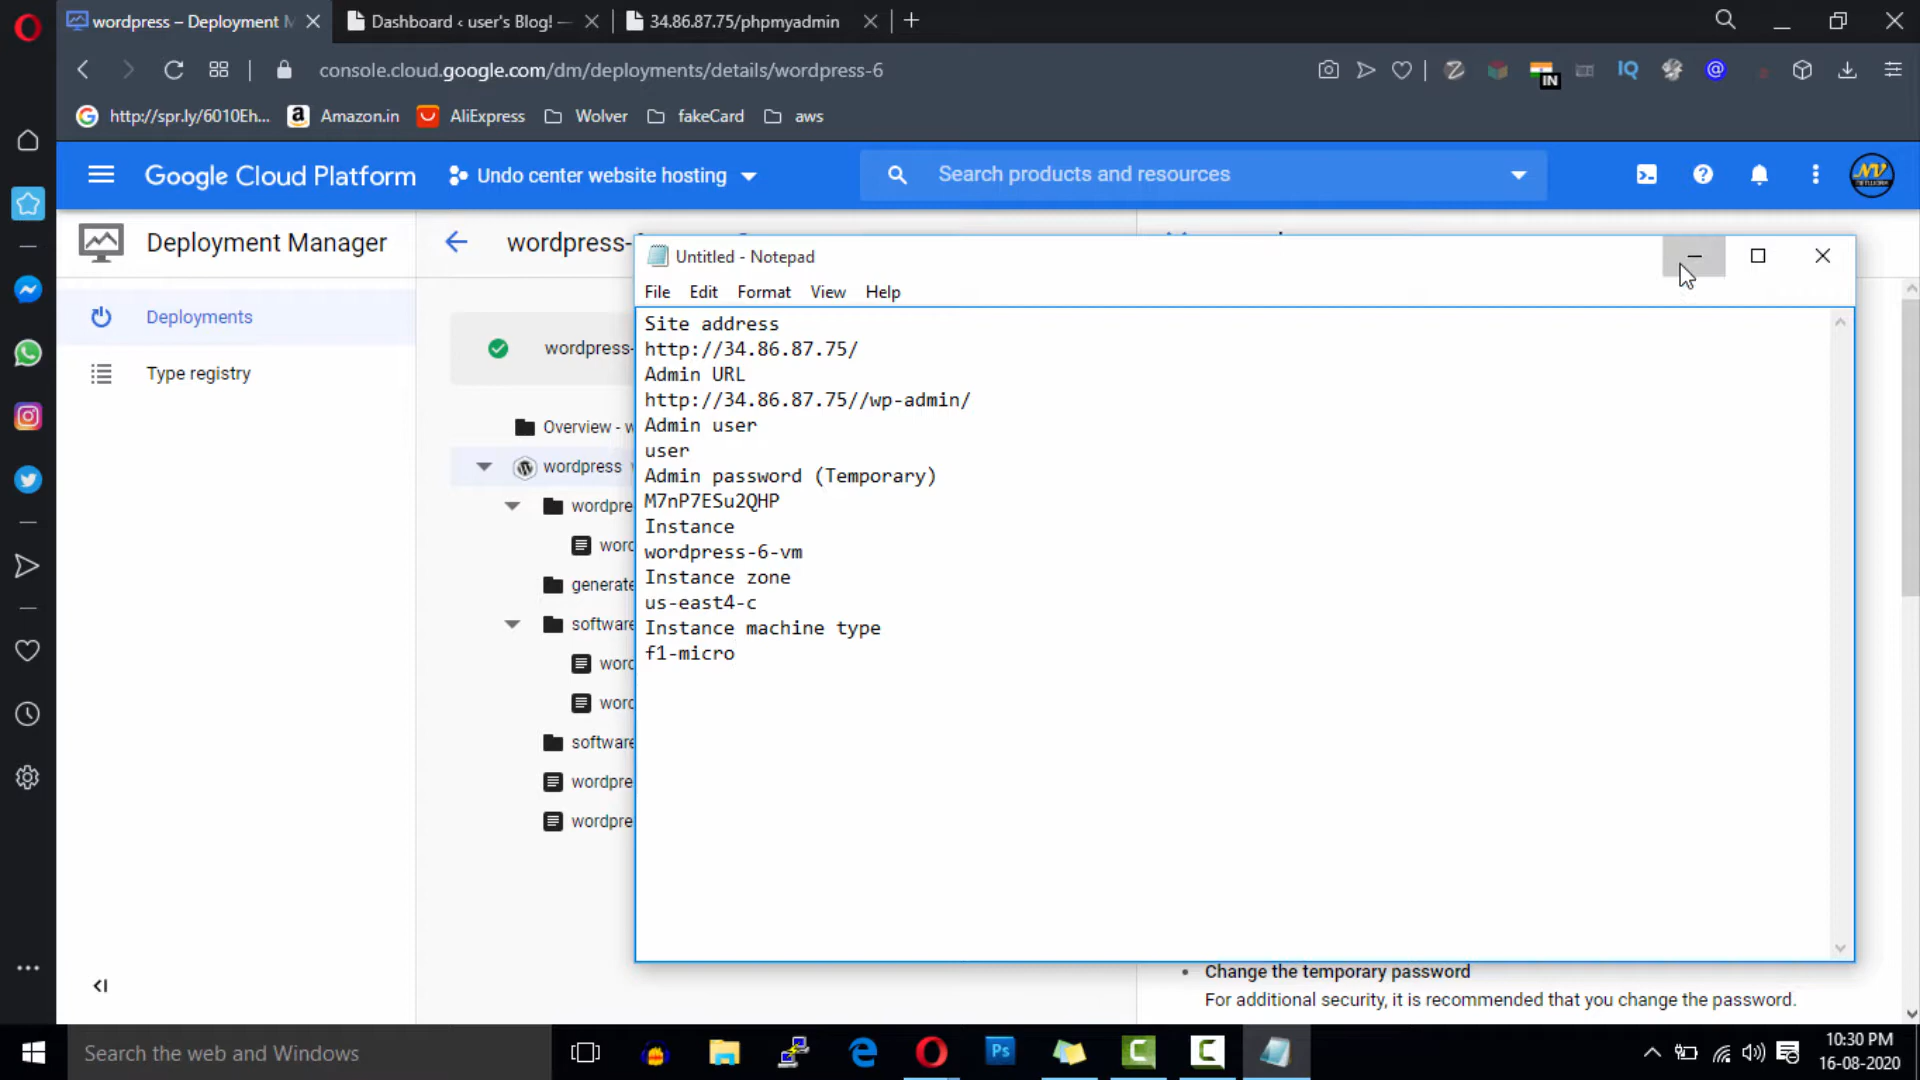 wordpress – Deployment M
Dashboard ‹ user's Blog! —
34.86.87.75/phpmyadmin
console.cloud.google.com/dm/deployments/details/wordpress-6
IQ
IN
http://spr.ly/6010Eh...
Amazon.in
AliExpress
Wolver
fakeCard
aws
Google Cloud Platform
Undo center website hosting
Search products and resources
Deployment Manager
wordpress-
Deployments
Type registry
wordpress-
Overview - w
wordpress
wordpre
word
generate
software
word
word
software
wordpre
wordpre
Untitled - Notepad
File Edit Format View Help
Site address
http://34.86.87.75/
Admin URL
http://34.86.87.75//wp-admin/
Admin user
user
Admin password (Temporary)
M7nP7ESu2QHP
Instance
wordpress-6-vm
Instance zone
us-east4-c
Instance machine type
f1-micro
Change the temporary password
For additional security, it is recommended that you change the password.
Search the web and Windows
Ps
10:30 PM
16-08-2020